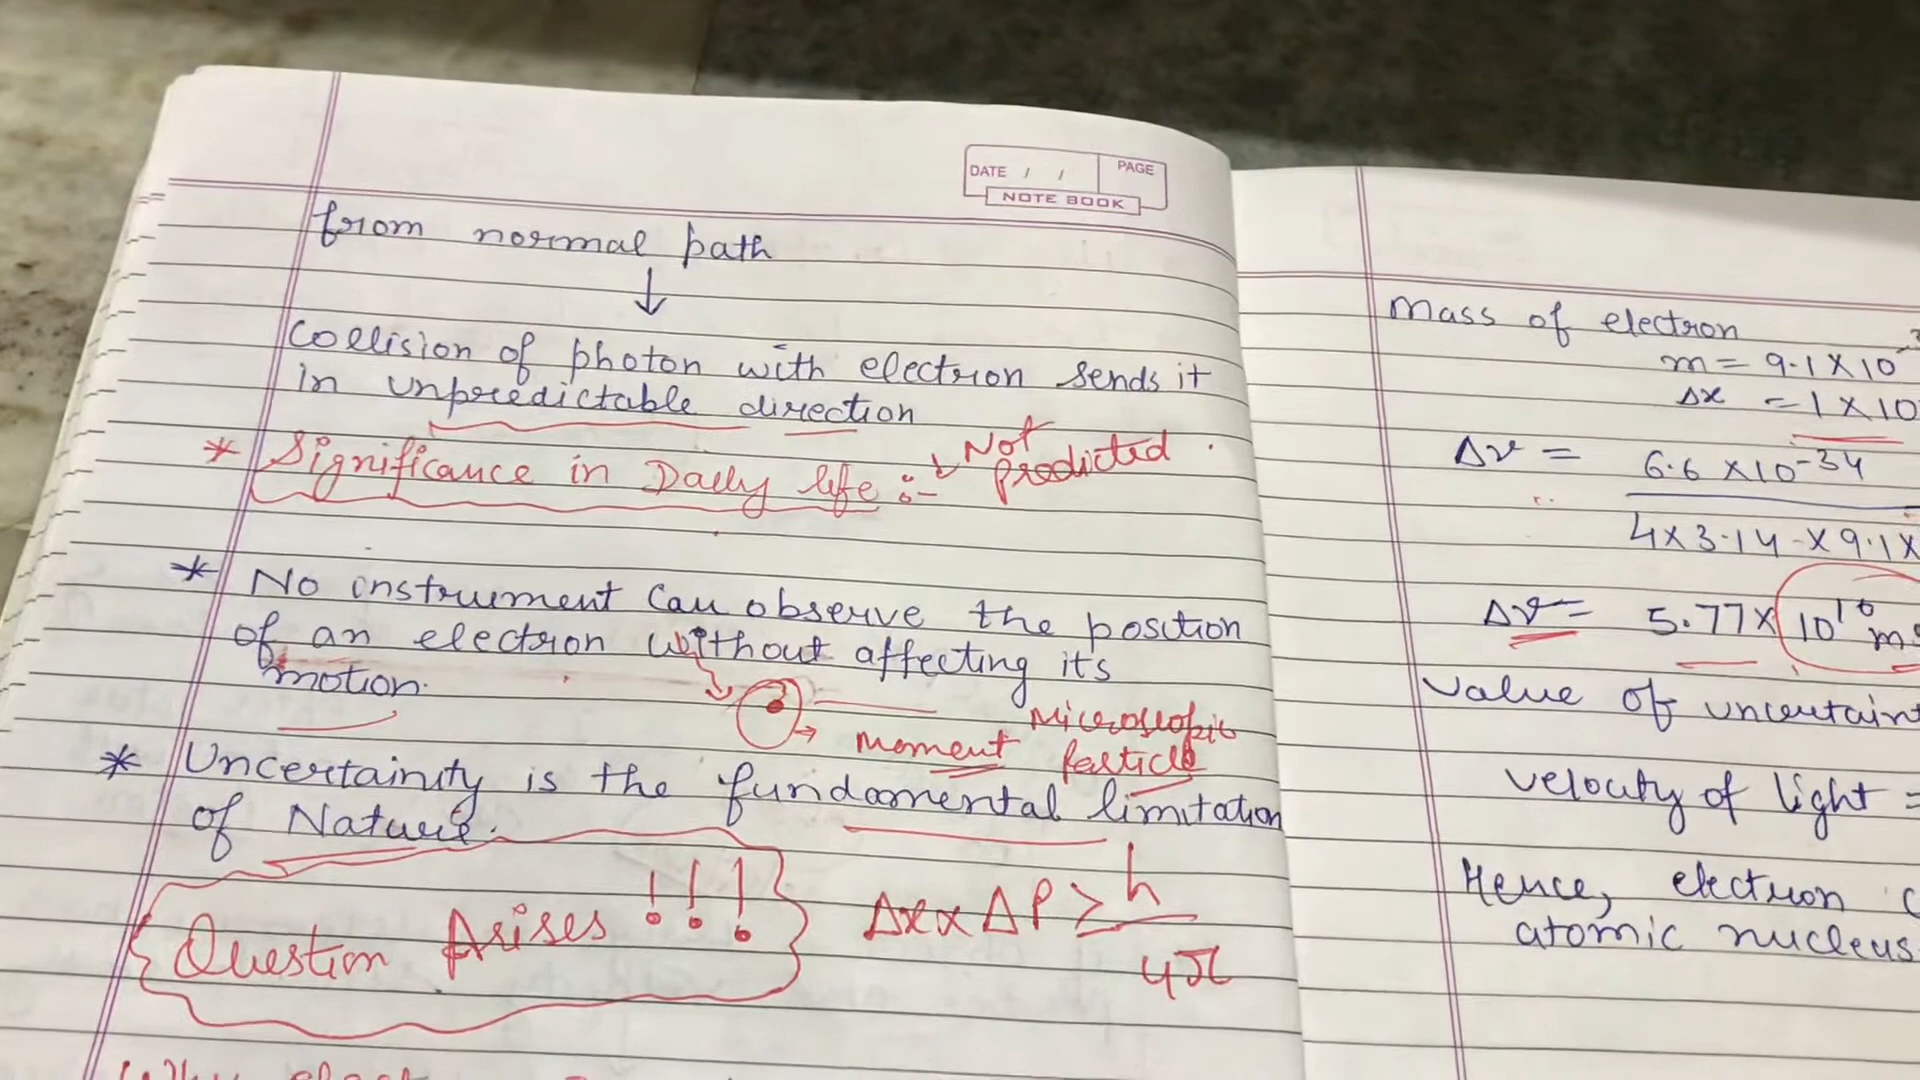 DATE / / PAGE
NOTE BOOK
from normal path
↓
Collision of photon with electron sends it
in unpredictable direction
* Significance in Daily life :- Not
predicted.
* No instrument can observe the position
of an electron without affecting its
motion.
Microscopic
moment particle
* Uncertainity is the fundamental limitation
of Nature.
Question Arises !!!
Δx x ΔP ≥ h
4π
Mass of electron
m = 9.1 X 10
Δx = 1 X 10
Δv = 6.6 X 10-34
4 X 3.14 X 9.1 X
Δv = 5.77 X 10
value of
velocity of light =
Hence, electron
atomic nucleus